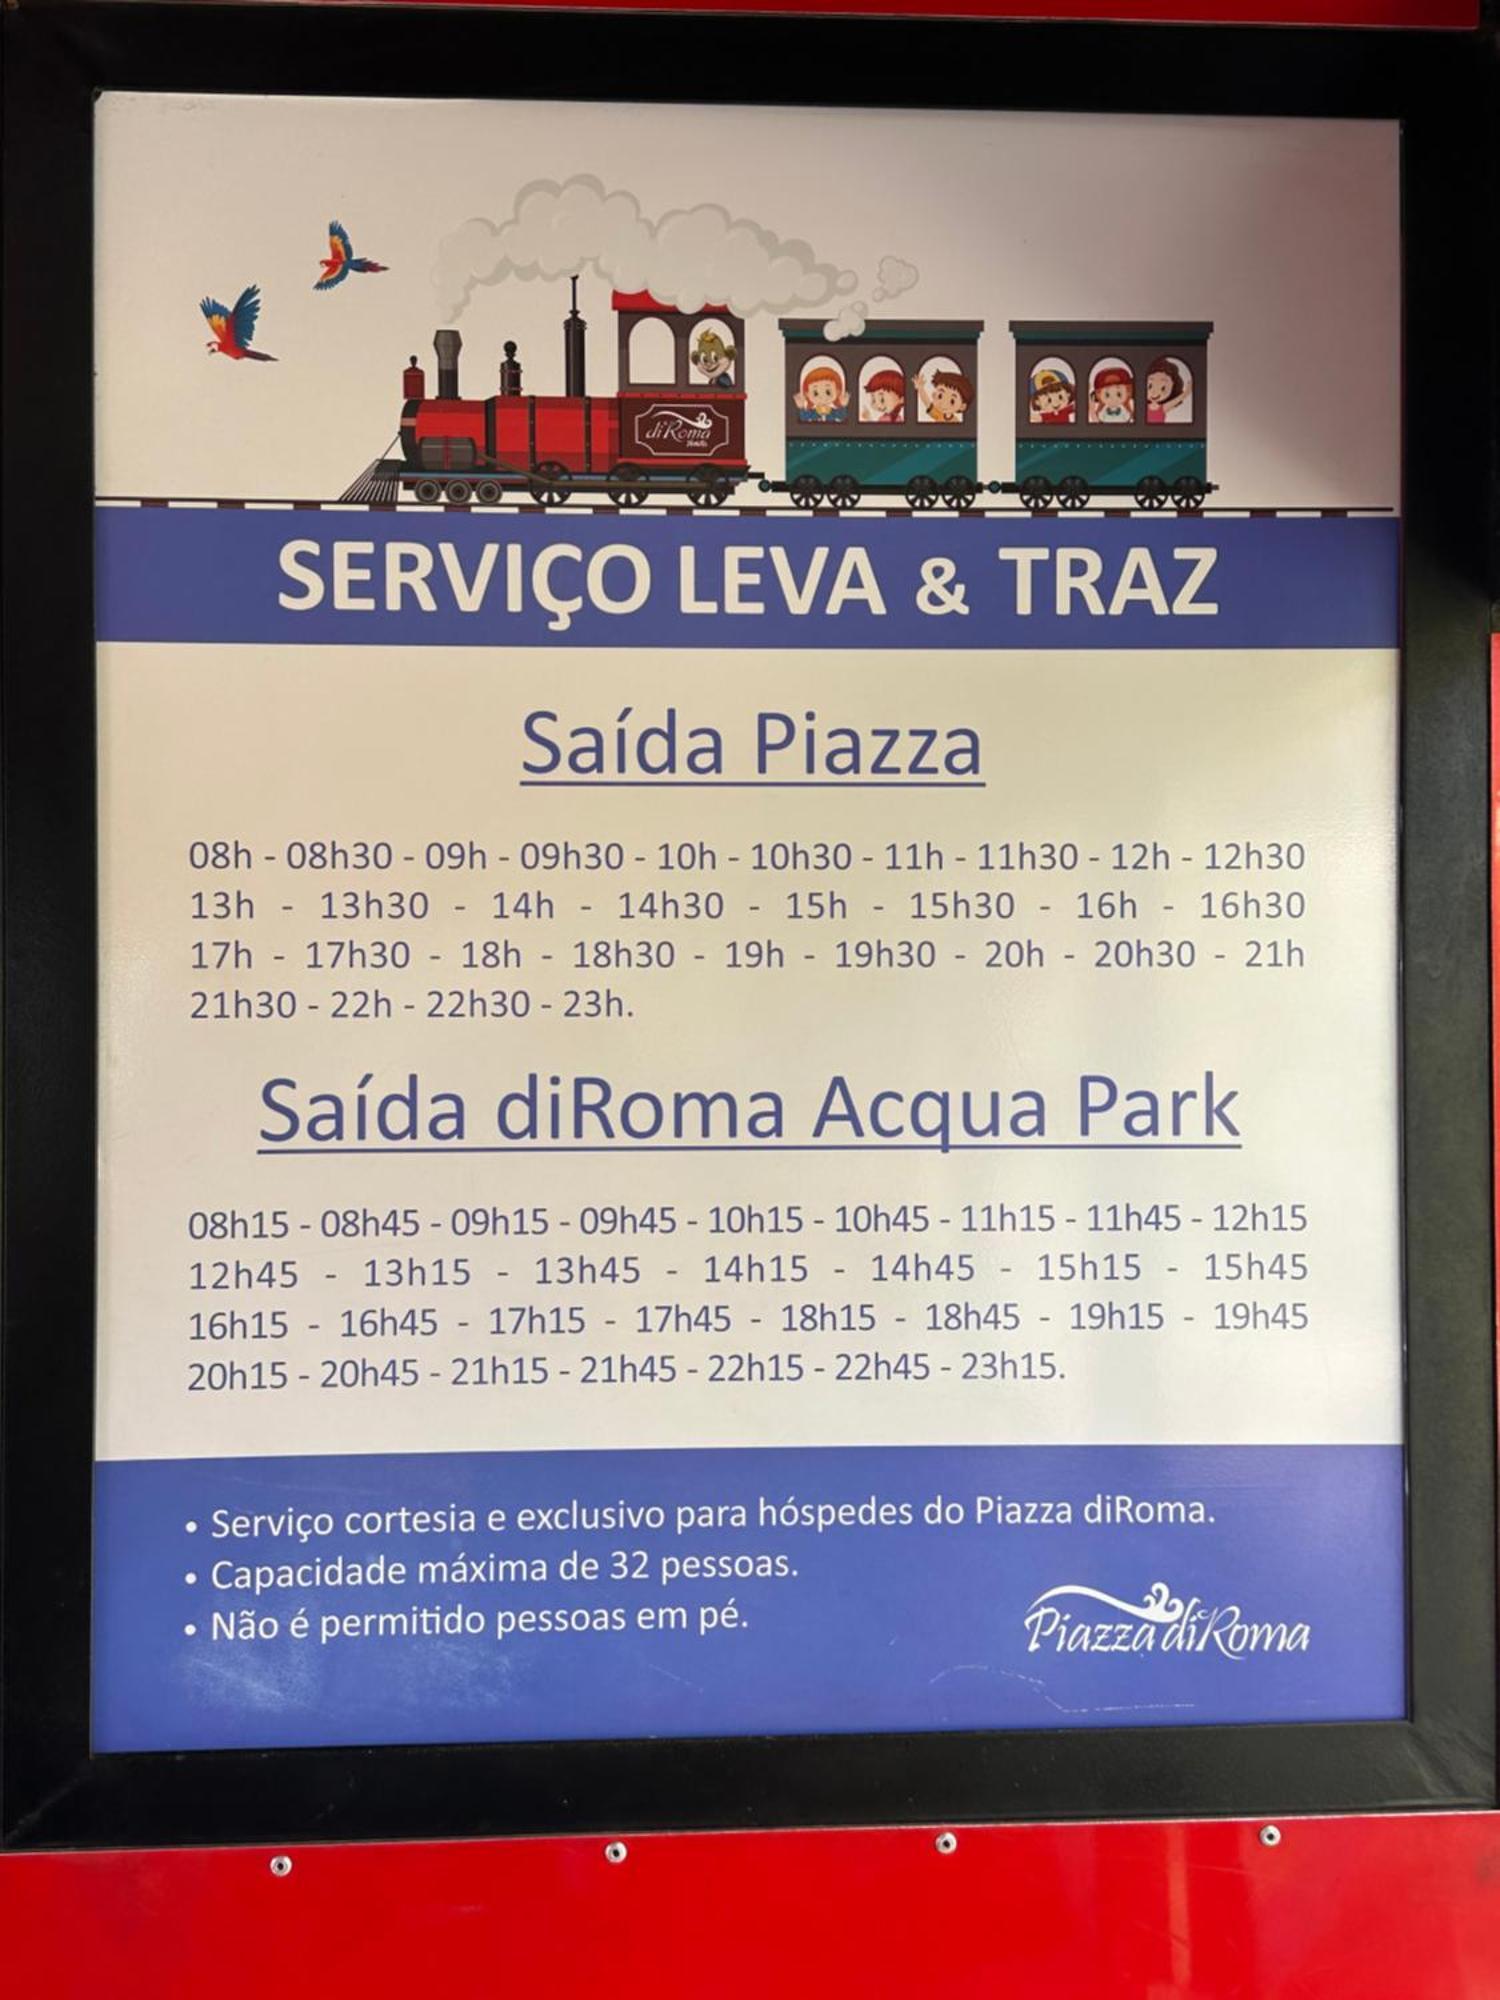 diRoma
Hotéis
SERVIÇO LEVA & TRAZ
Saída Piazza
08h - 08h30 - 09h - 09h30 - 10h - 10h30 - 11h - 11h30 - 12h - 12h30
13h - 13h30 - 14h - 14h30 - 15h - 15h30 - 16h - 16h30
17h - 17h30 - 18h - 18h30 - 19h - 19h30 - 20h - 20h30 - 21h
21h30 - 22h - 22h30 - 23h.
Saída diRoma Acqua Park
08h15 - 08h45 - 09h15 - 09h45 - 10h15 - 10h45 - 11h15 - 11h45 - 12h15
12h45 - 13h15 - 13h45 - 14h15 - 14h45 - 15h15 - 15h45
16h15 - 16h45 - 17h15 - 17h45 - 18h15 - 18h45 - 19h15 - 19h45
20h15 - 20h45 - 21h15 - 21h45 - 22h15 - 22h45 - 23h15.
• Serviço cortesia e exclusivo para hóspedes do Piazza diRoma.
• Capacidade máxima de 32 pessoas.
• Não é permitido pessoas em pé.
Piazza diRoma